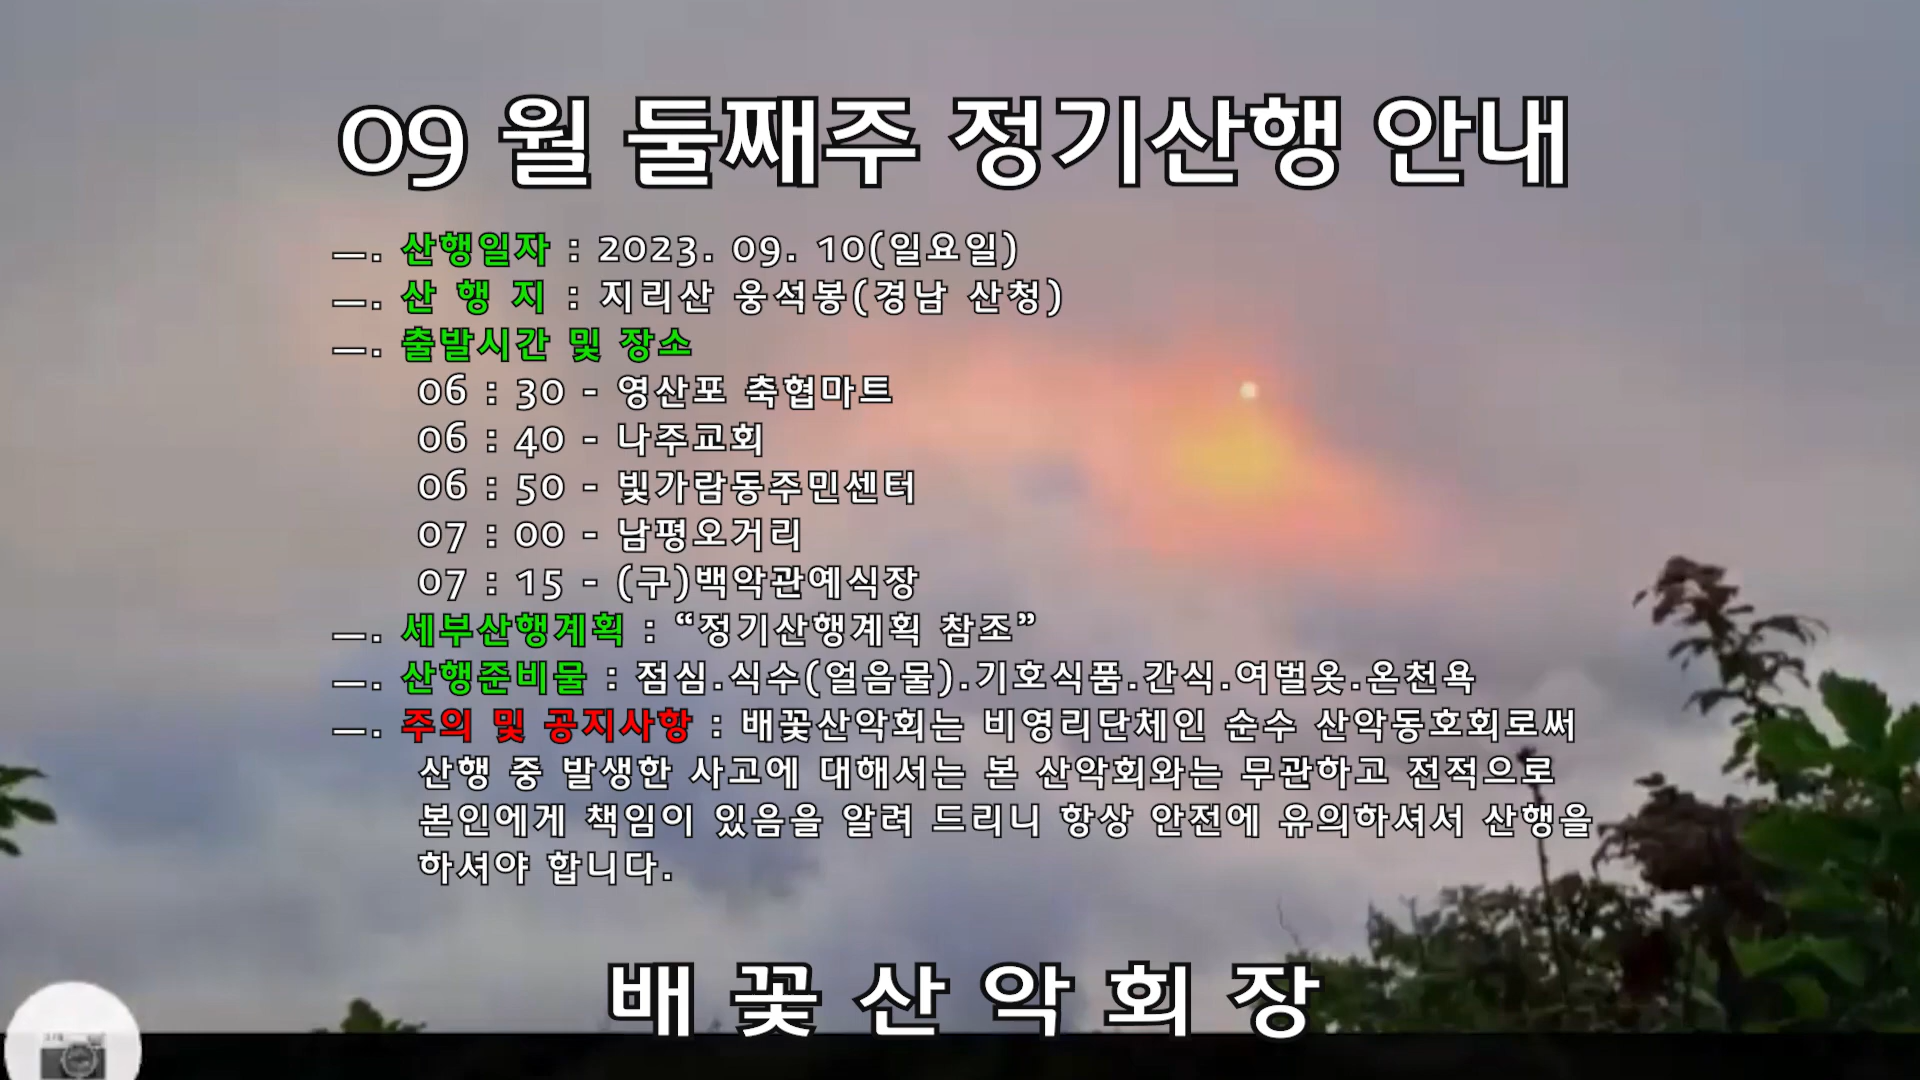 09 월 둘째주 정기산행 안내
—. 산행일자 : 2023. 09. 10(일요일)
—. 산 행 지 : 지리산 웅석봉(경남 산청)
—. 출발시간 및 장소
06 : 30 - 영산포 축협마트
06 : 40 - 나주교회
06 : 50 - 빛가람동주민센터
07 : 00 - 남평오거리
07 : 15 - (구)백악관예식장
—. 세부산행계획 : “정기산행계획 참조”
—. 산행준비물 : 점심.식수(얼음물).기호식품.간식.여벌옷.온천욕
—. 주의 및 공지사항 : 배꽃산악회는 비영리단체인 순수 산악동호회로써
산행 중 발생한 사고에 대해서는 본 산악회와는 무관하고 전적으로
본인에게 책임이 있음을 알려 드리니 항상 안전에 유의하셔서 산행을
하셔야 합니다.
배 꽃 산 악 회 장